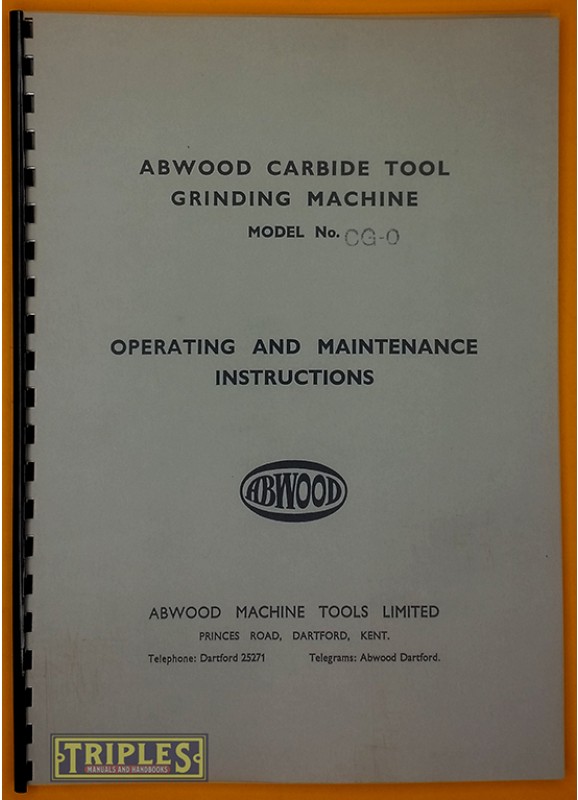 ABWOOD CARBIDE TOOL
GRINDING MACHINE
MODEL No. CG-0
OPERATING AND MAINTENANCE
INSTRUCTIONS
ABWOOD
ABWOOD MACHINE TOOLS LIMITED
PRINCES ROAD, DARTFORD, KENT.
Telephone: Dartford 25271 Telegrams: Abwood Dartford.
TRIPLES
MANUALS AND HANDBOOKS